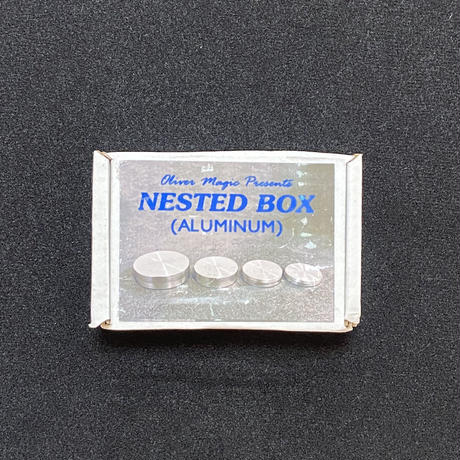 Oliver Magic Presents
NESTED BOX
(ALUMINUM)